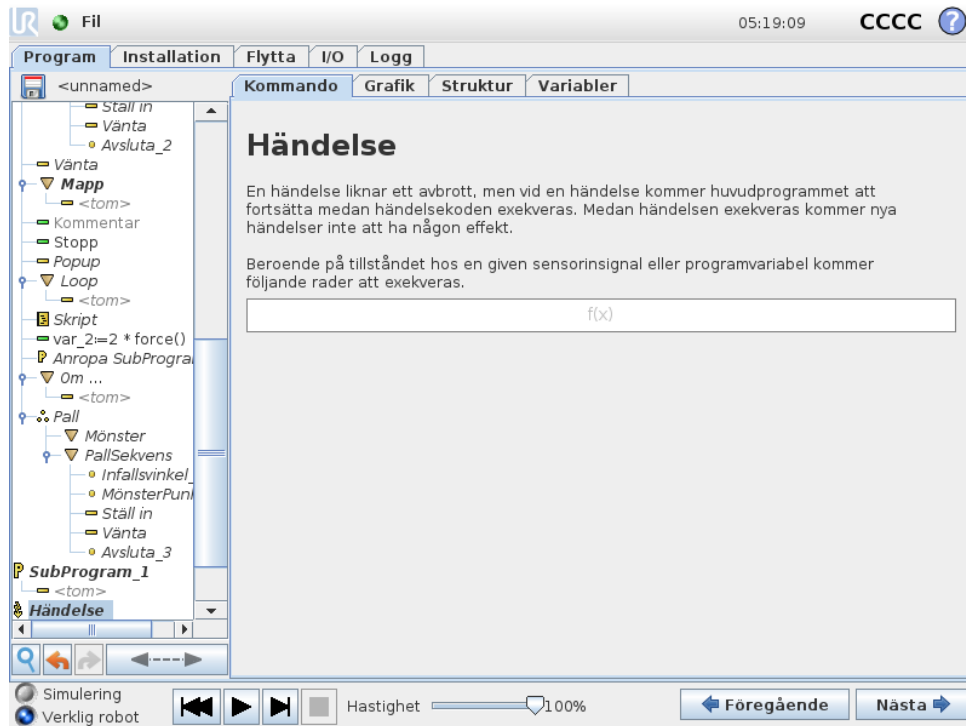 UR
Fil
05:19:09
CCCC
?
Program
Installation
Flytta
I/O
Logg
<unnamed>
Kommando
Grafik
Struktur
Variabler
Ställ in
Vänta
Avsluta_2
Vänta
Mapp
<tom>
Kommentar
Stopp
Popup
Loop
<tom>
Skript
var_2:=2 * force()
Anropa SubProgra
Om ...
<tom>
Pall
Mönster
PallSekvens
Infallsvinkel_
MönsterPun
Ställ in
Vänta
Avsluta_3
SubProgram_1
<tom>
Händelse
Händelse
En händelse liknar ett avbrott, men vid en händelse kommer huvudprogrammet att
fortsätta medan händelsekoden exekveras. Medan händelsen exekveras kommer nya
händelser inte att ha någon effekt.
Beroende på tillståndet hos en given sensorinsignal eller programvariabel kommer
följande rader att exekveras.
f(x)
Simulering
Verklig robot
Hastighet
100%
Föregående
Nästa